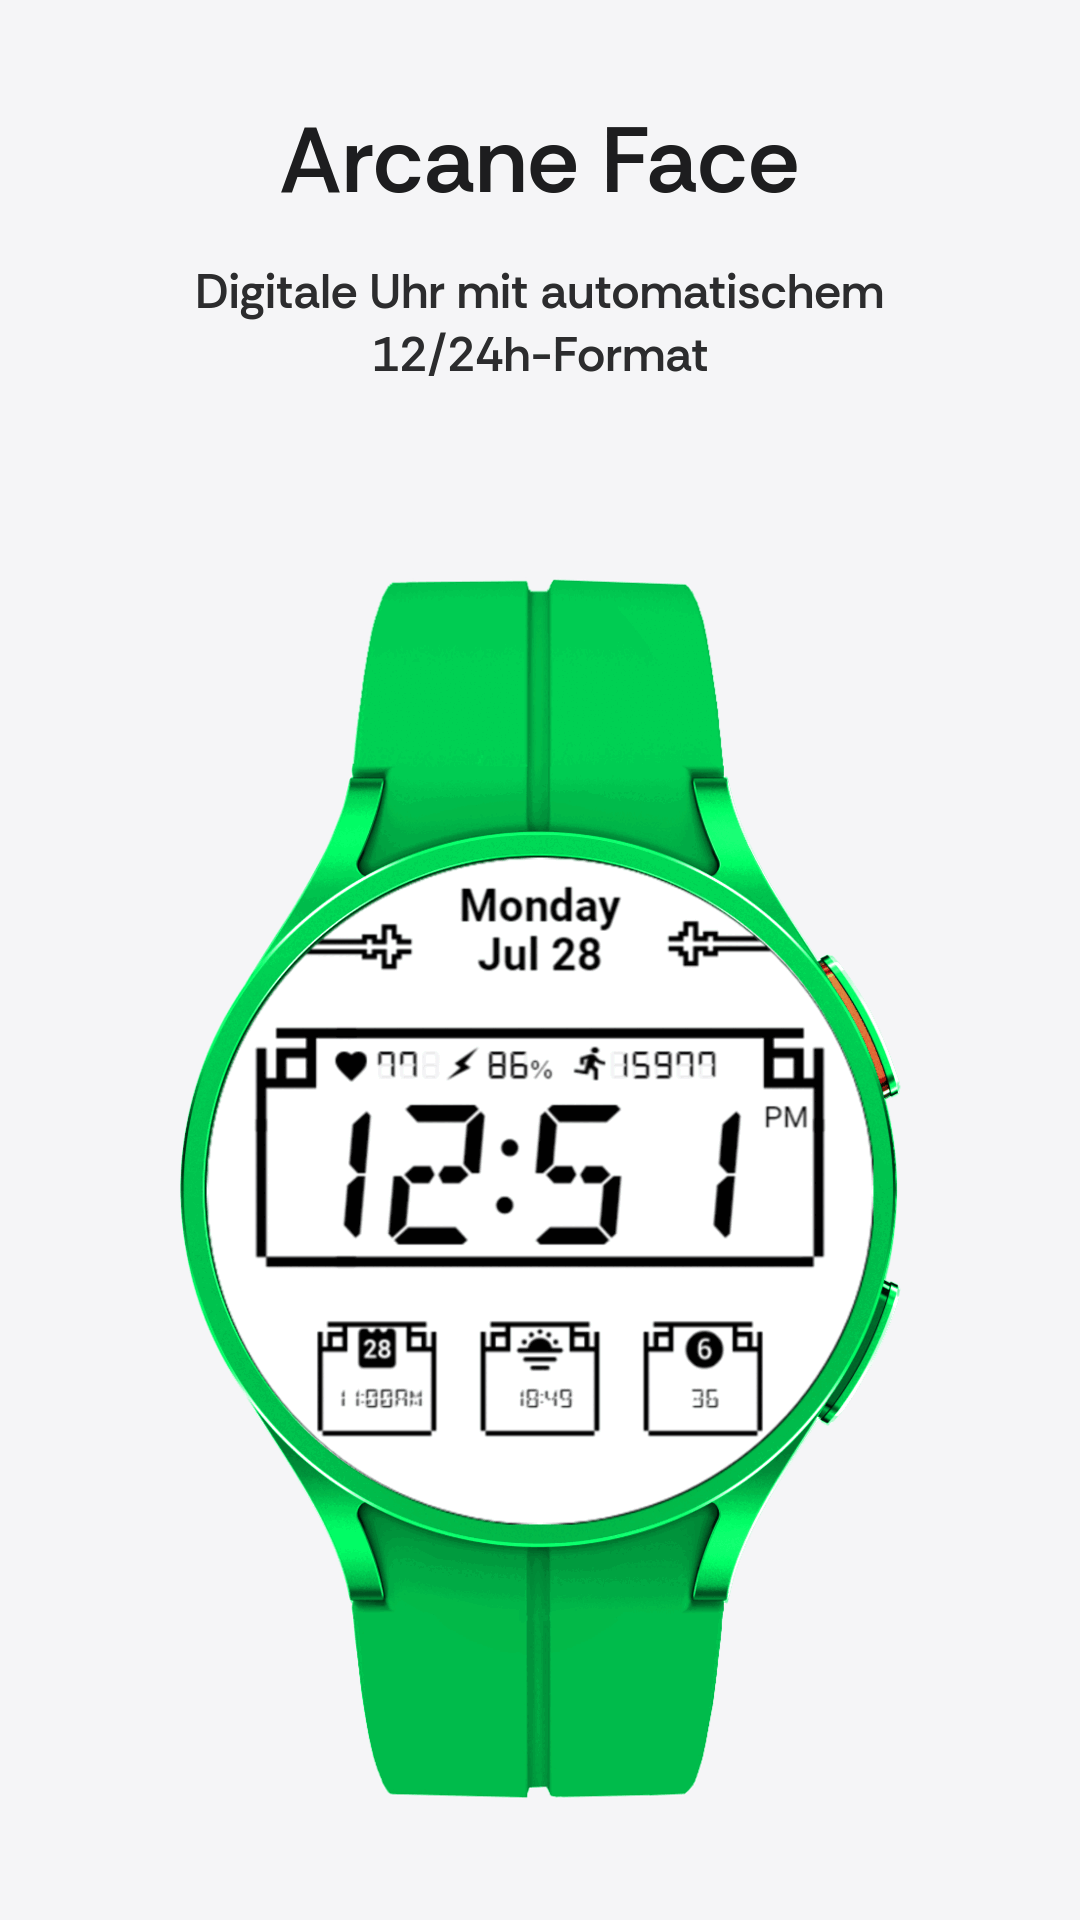 Arcane Face
Digitale Uhr mit automatischem
12/24h-Format
Monday
Jul 28
77 86% 15977
12:51 PM
28
11:00AM
18:49
6
36